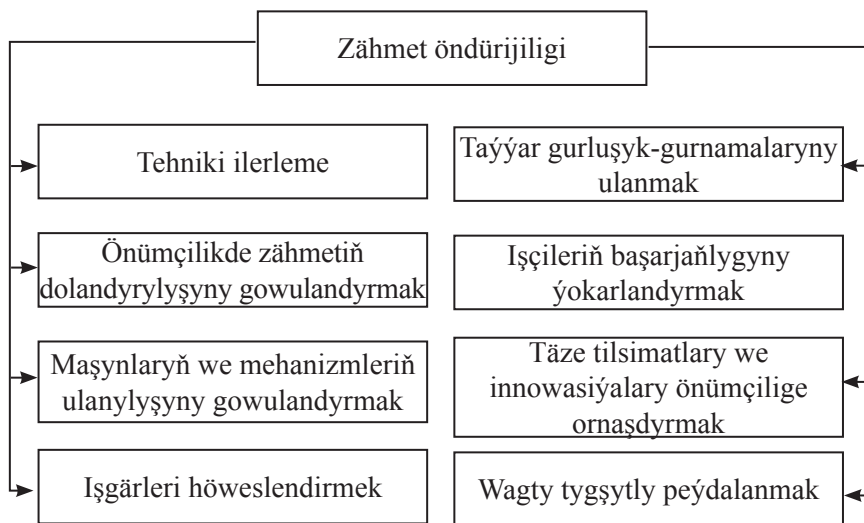 Zähmet öndürijiligi
Tehniki ilerleme
Taýýar gurluşyk-gurnamalaryny
ulanmak
Önümçilikde zähmetiň
dolandyrylyşyny gowulandyrmak
Işçileriň başarjaňlygyny
ýokarlandyrmak
Maşynlaryň we mehanizmleriň
ulanylyşyny gowulandyrmak
Täze tilsimatlary we
innowasiýalary önümçilige
ornaşdyrmak
Işgärleri höweslendirmek
Wagty tygşytly peýdalanmak